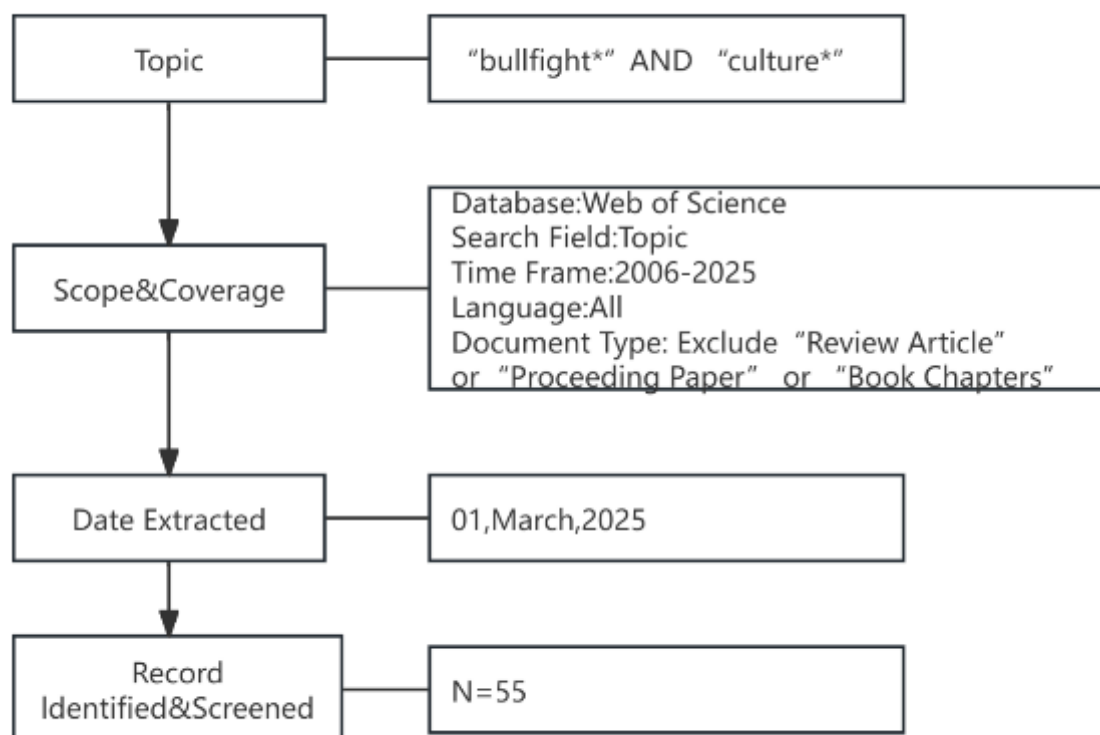 Topic
“bullfight*” AND “culture*”
Scope&Coverage
Database:Web of Science
Search Field:Topic
Time Frame:2006-2025
Language:All
Document Type: Exclude “Review Article”
or “Proceeding Paper” or “Book Chapters”
Date Extracted
01,March,2025
Record
Identified&Screened
N=55